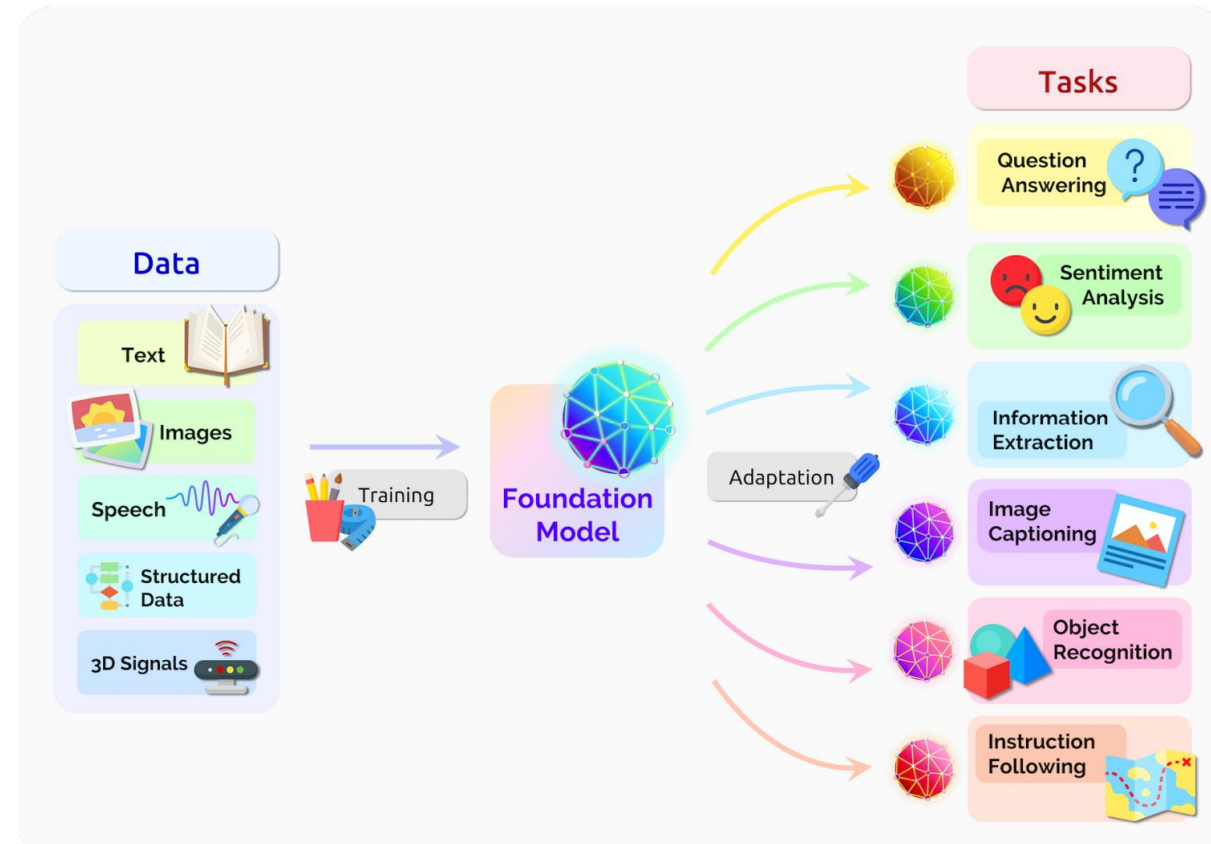 Data
Text
Images
Speech
Structured
Data
3D Signals
Training
Foundation
Model
Adaptation
Tasks
Question
Answering
?
Sentiment
Analysis
Information
Extraction
Image
Captioning
Object
Recognition
Instruction
Following